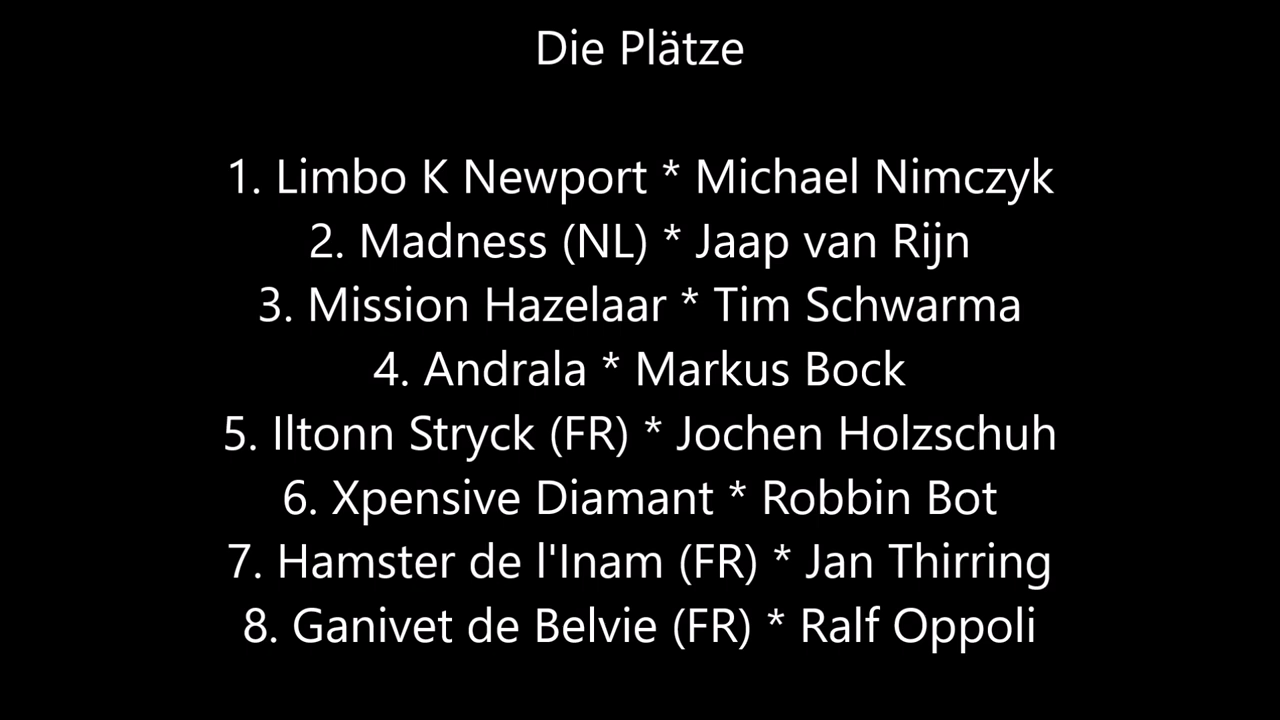 Die Plätze
1. Limbo K Newport * Michael Nimczyk
2. Madness (NL) * Jaap van Rijn
3. Mission Hazelaar * Tim Schwarma
4. Andrala * Markus Bock
5. Iltonn Stryck (FR) * Jochen Holzschuh
6. Xpensive Diamant * Robbin Bot
7. Hamster de l'Inam (FR) * Jan Thirring
8. Ganivet de Belvie (FR) * Ralf Oppoli